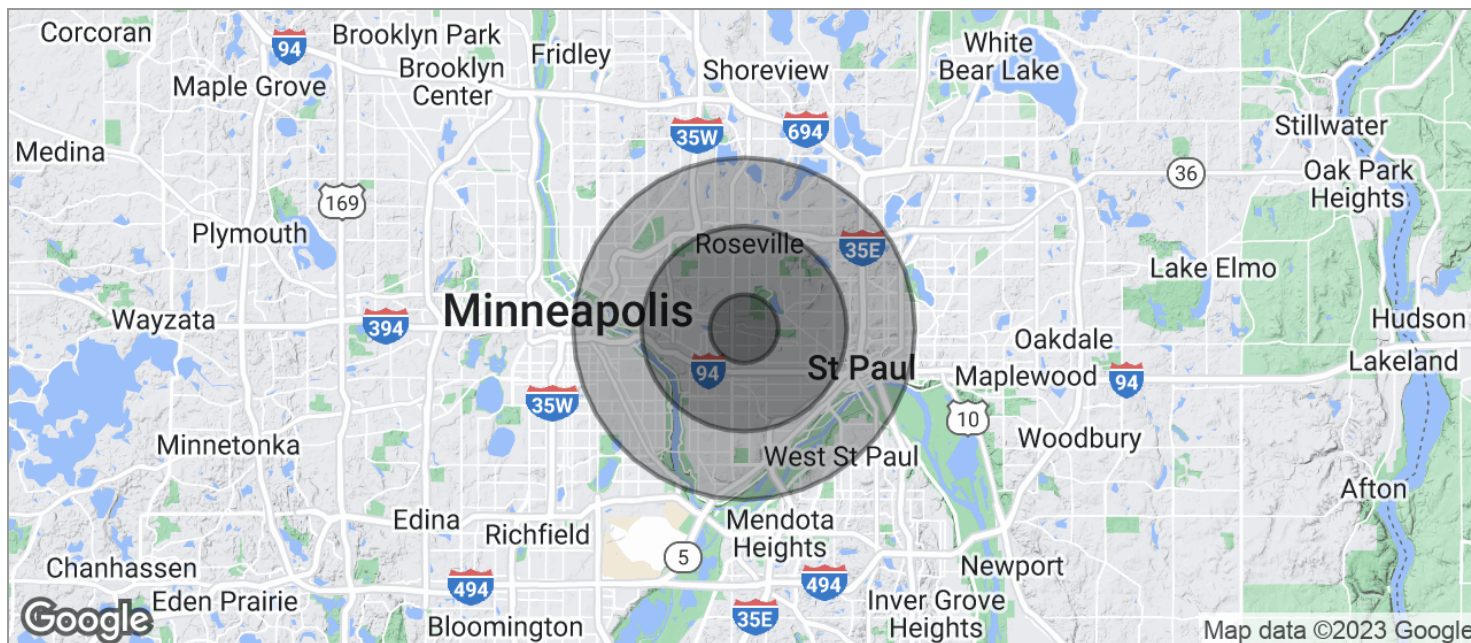 Corcoran
94
Brooklyn Park
Fridley
Shoreview
White
Bear Lake
Maple Grove
Brooklyn
Center
35W
694
Stillwater
Medina
36
Oak Park
Heights
169
Plymouth
Roseville
35E
Lake Elmo
Minneapolis
Wayzata
394
Hudson
Oakdale
Lakeland
94
St Paul
Maplewood
94
35W
10
Minnetonka
West St Paul
Woodbury
Afton
Edina
Richfield
Mendota
Heights
5
Chanhassen
494
494
Newport
Eden Prairie
Inver Grove
Heights
35E
Bloomington
Google
Map data ©2023 Google